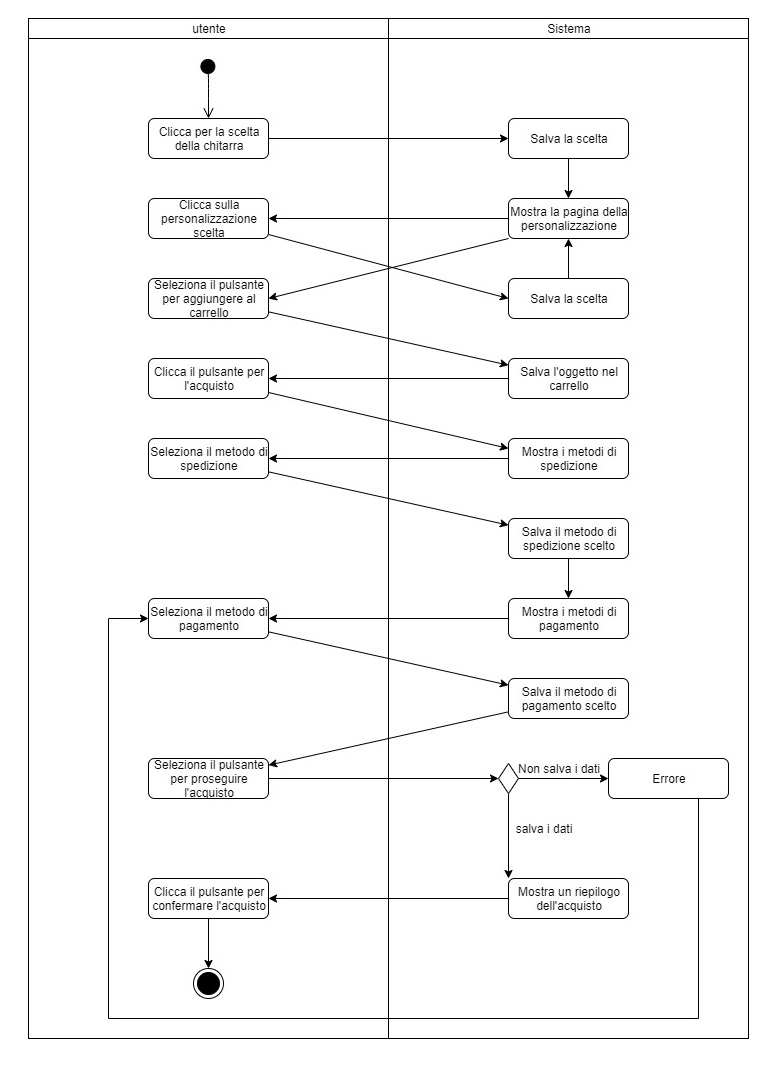 utente
Sistema
Clicca per la scelta
della chitarra
Salva la scelta
Clicca sulla
personalizzazione
scelta
Mostra la pagina della
personalizzazione
Seleziona il pulsante
per aggiungere al
carrello
Salva la scelta
Clicca il pulsante per
l'acquisto
Salva l'oggetto nel
carrello
Seleziona il metodo di
spedizione
Mostra i metodi di
spedizione
Salva il metodo di
spedizione scelto
Seleziona il metodo di
pagamento
Mostra i metodi di
pagamento
Salva il metodo di
pagamento scelto
Seleziona il pulsante
per proseguire
l'acquisto
Non salva i dati
Errore
salva i dati
Clicca il pulsante per
confermare l'acquisto
Mostra un riepilogo
dell'acquisto